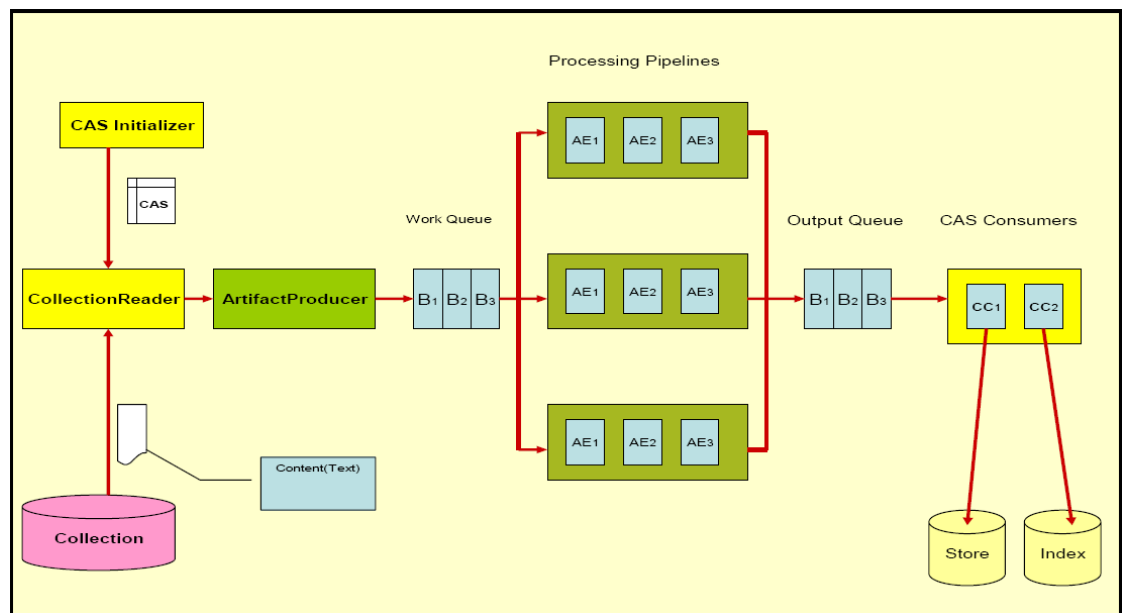 Processing Pipelines
CAS Initializer
AE1 AE2 AE3
CAS
Work Queue
Output Queue
CAS Consumers
CollectionReader
ArtifactProducer
B1 B2 B3
AE1 AE2 AE3
B1 B2 B3
CC1 CC2
AE1 AE2 AE3
Content(Text)
Collection
Store
Index